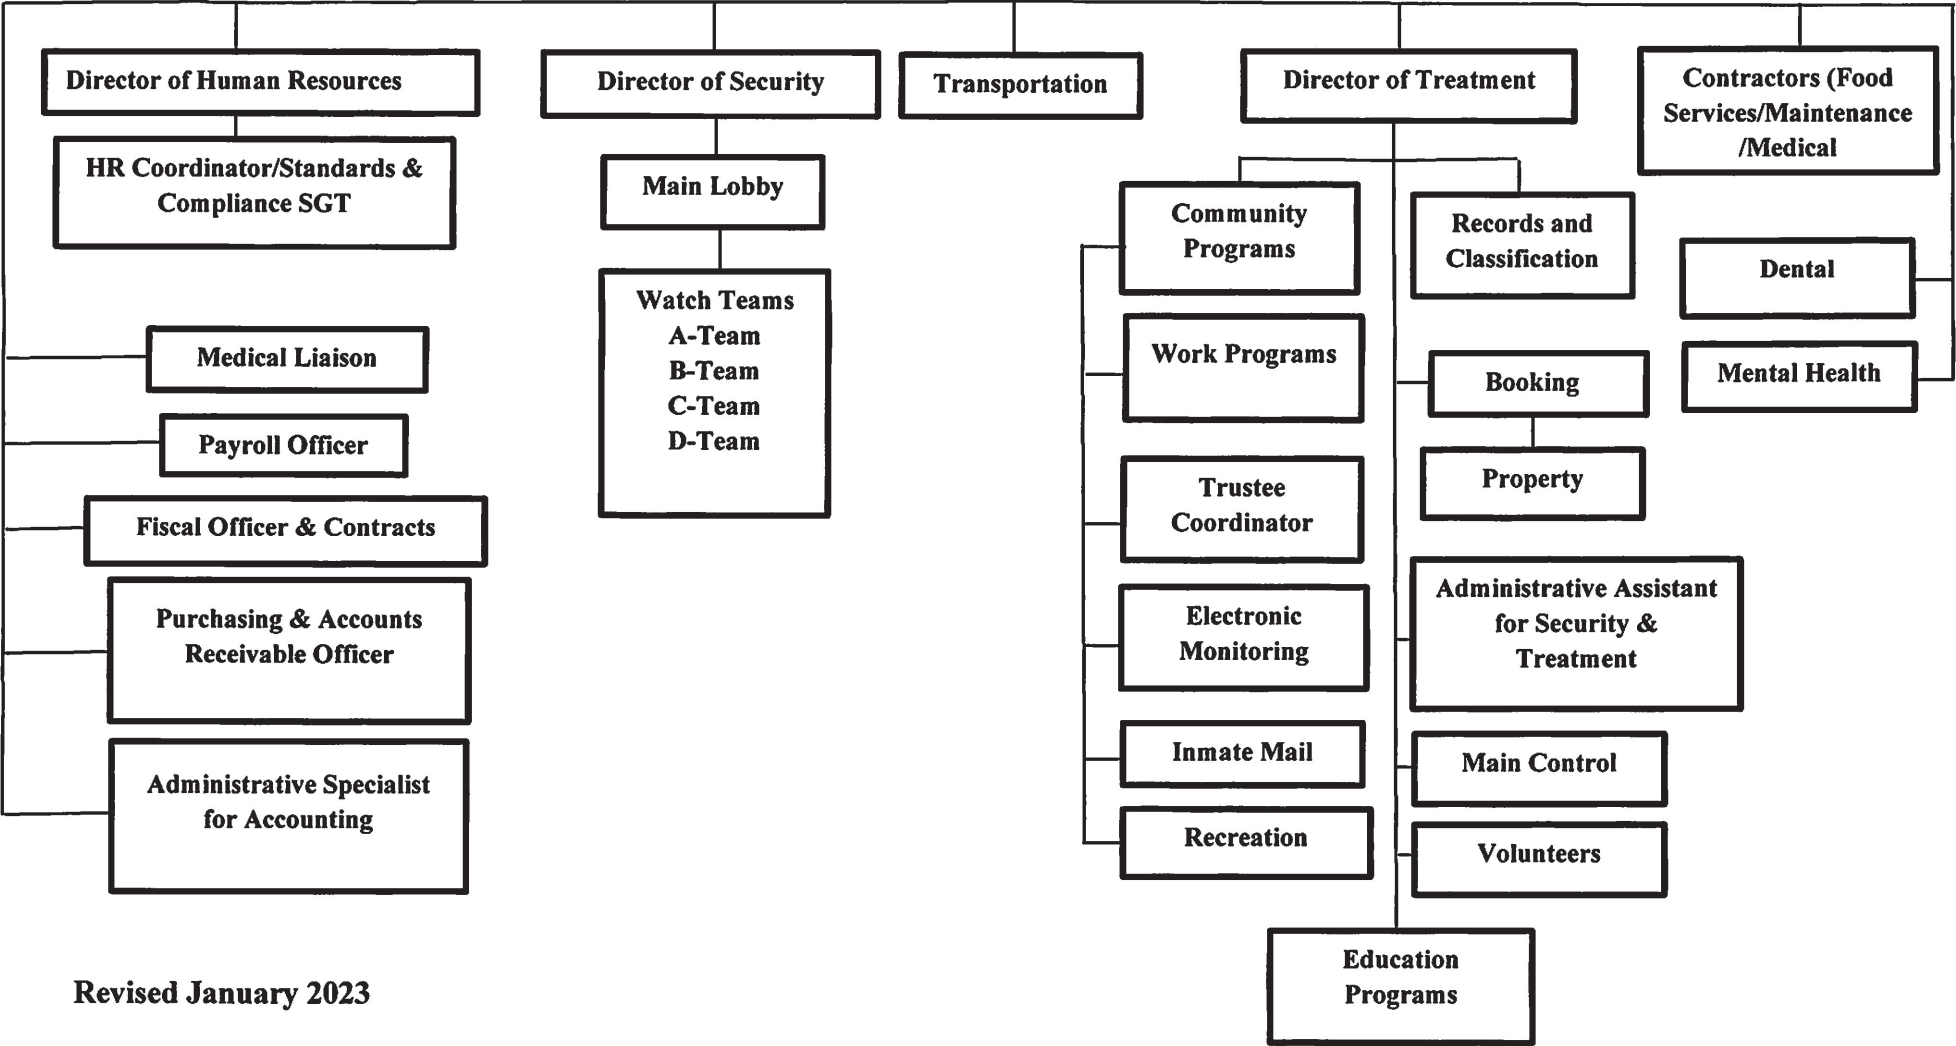 Director of Human Resources
HR Coordinator/Standards &
Compliance SGT
Medical Liaison
Payroll Officer
Fiscal Officer & Contracts
Purchasing & Accounts
Receivable Officer
Administrative Specialist
for Accounting
Director of Security
Main Lobby
Watch Teams
A-Team
B-Team
C-Team
D-Team
Transportation
Director of Treatment
Community
Programs
Work Programs
Trustee
Coordinator
Electronic
Monitoring
Inmate Mail
Recreation
Records and
Classification
Booking
Property
Administrative Assistant
for Security &
Treatment
Main Control
Volunteers
Education
Programs
Contractors (Food
Services/Maintenance
/Medical
Dental
Mental Health
Revised January 2023